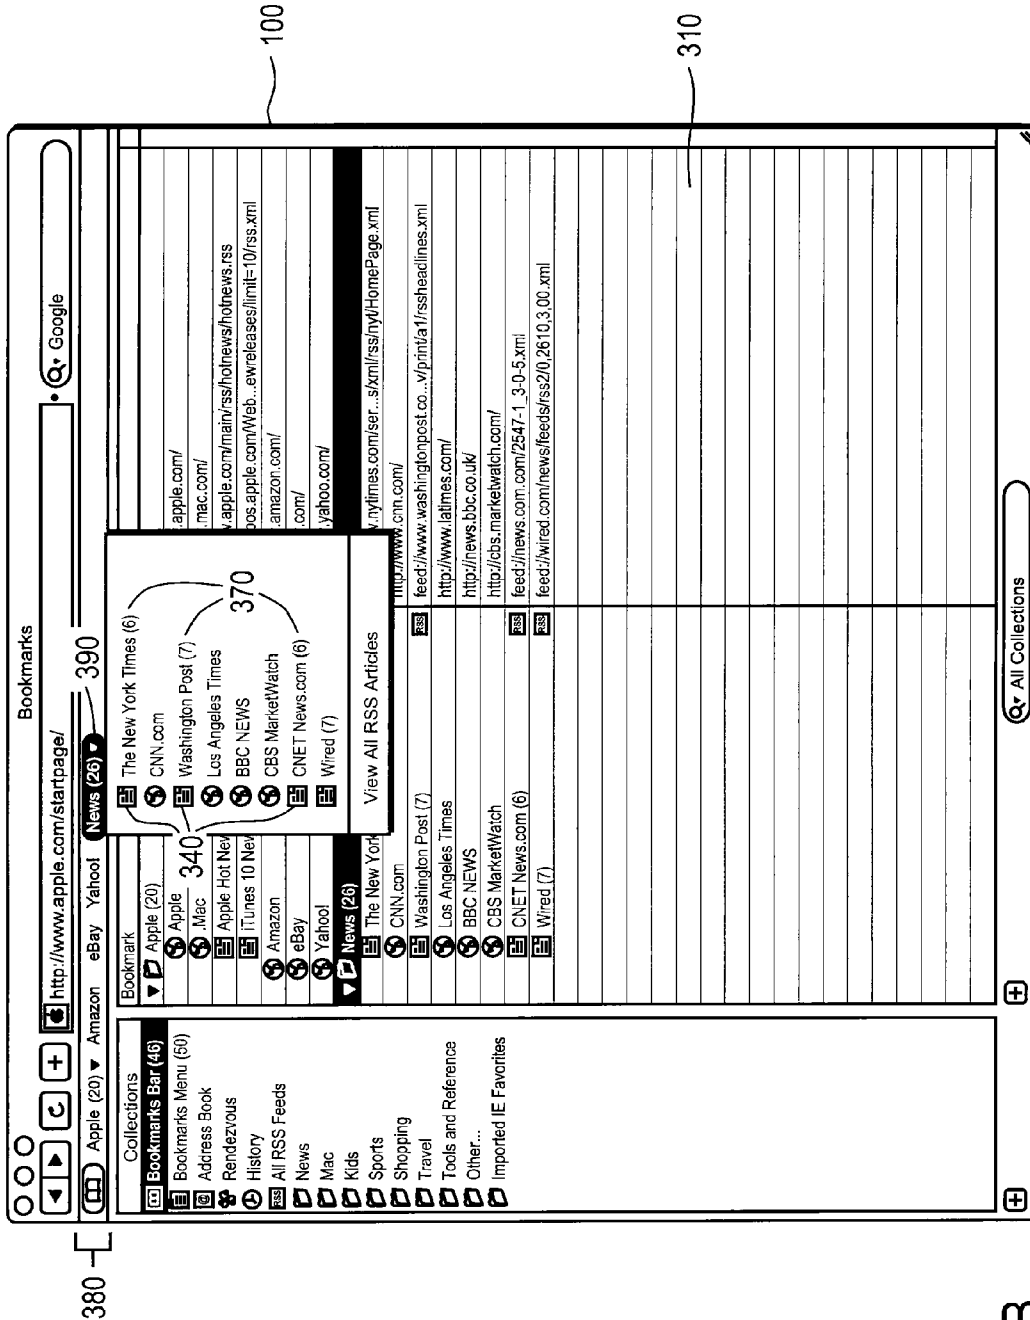 Bookmarks
http://www.apple.com/startpage/
Google
Apple (20) Amazon eBay Yahoo! News (26)
380
390
100
310
340
370
Collections
Bookmarks Bar (46)
Bookmarks Menu (50)
@ Address Book
Rendezvous
History
RSS All RSS Feeds
News
Mac
Kids
Sports
Shopping
Travel
Tools and Reference
Other...
Imported IE Favorites
Bookmark
Apple (20)
Apple .apple.com/
.Mac .mac.com/
Apple Hot New w.apple.com/main/rss/hotnews/hotnews.rss
iTunes 10 New pos.apple.com/Web...ewreleases/limit=10/rss.xml
Amazon .amazon.com/
eBay .com/
Yahoo! .yahoo.com/
News (26)
The New York w.nytimes.com/ser...s/xml/rss/nyt/HomePage.xml
CNN.com http://www.cnn.com/
Washington Post (7) RSS feed://www.washingtonpost.co...v/print/a1/rssheadlines.xml
Los Angeles Times http://www.latimes.com/
BBC NEWS http://news.bbc.co.uk/
CBS MarketWatch http://cbs.marketwatch.com/
CNET News.com (6) RSS feed://news.com.com/2547-1_3-0-5.xml
Wired (7) RSS feed://wired.com/news/feeds/rss2/0,2610,3,00.xml
The New York Times (6)
CNN.com
Washington Post (7)
Los Angeles Times
BBC NEWS
CBS MarketWatch
CNET News.com (6)
Wired (7)
View All RSS Articles
All Collections